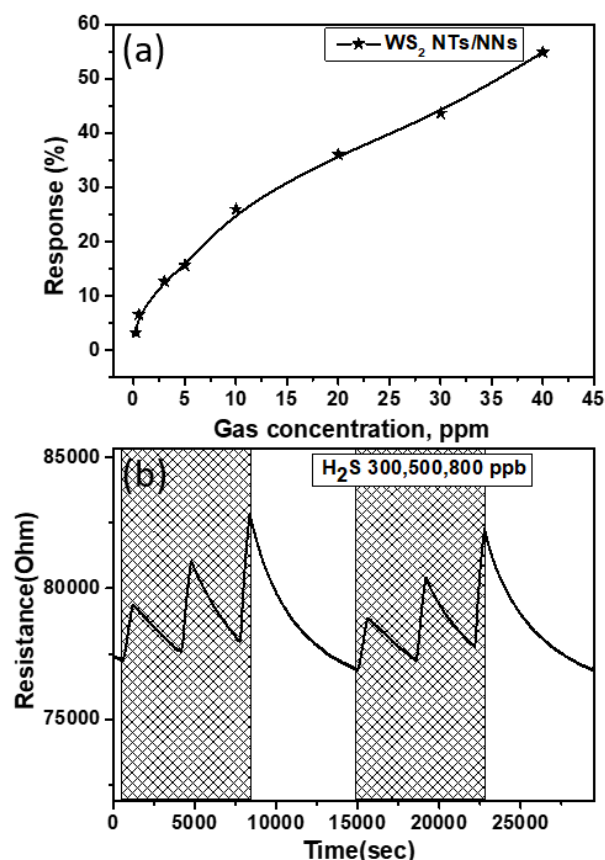 (a)
WS₂ NTs/NNs
Response (%)
60
50
40
30
20
10
0
0 5 10 15 20 25 30 35 40 45
Gas concentration, ppm
(b)
H₂S 300,500,800 ppb
Resistance(Ohm)
85000
80000
75000
0 5000 10000 15000 20000 25000
Time(sec)